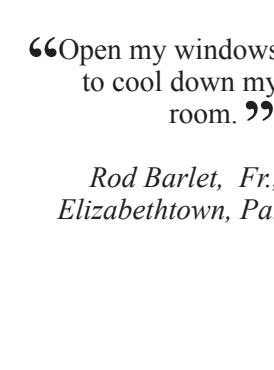 “Open my windows
to cool down my
room.”
Rod Barlet,  Fr.,
Elizabethtown, Pa.